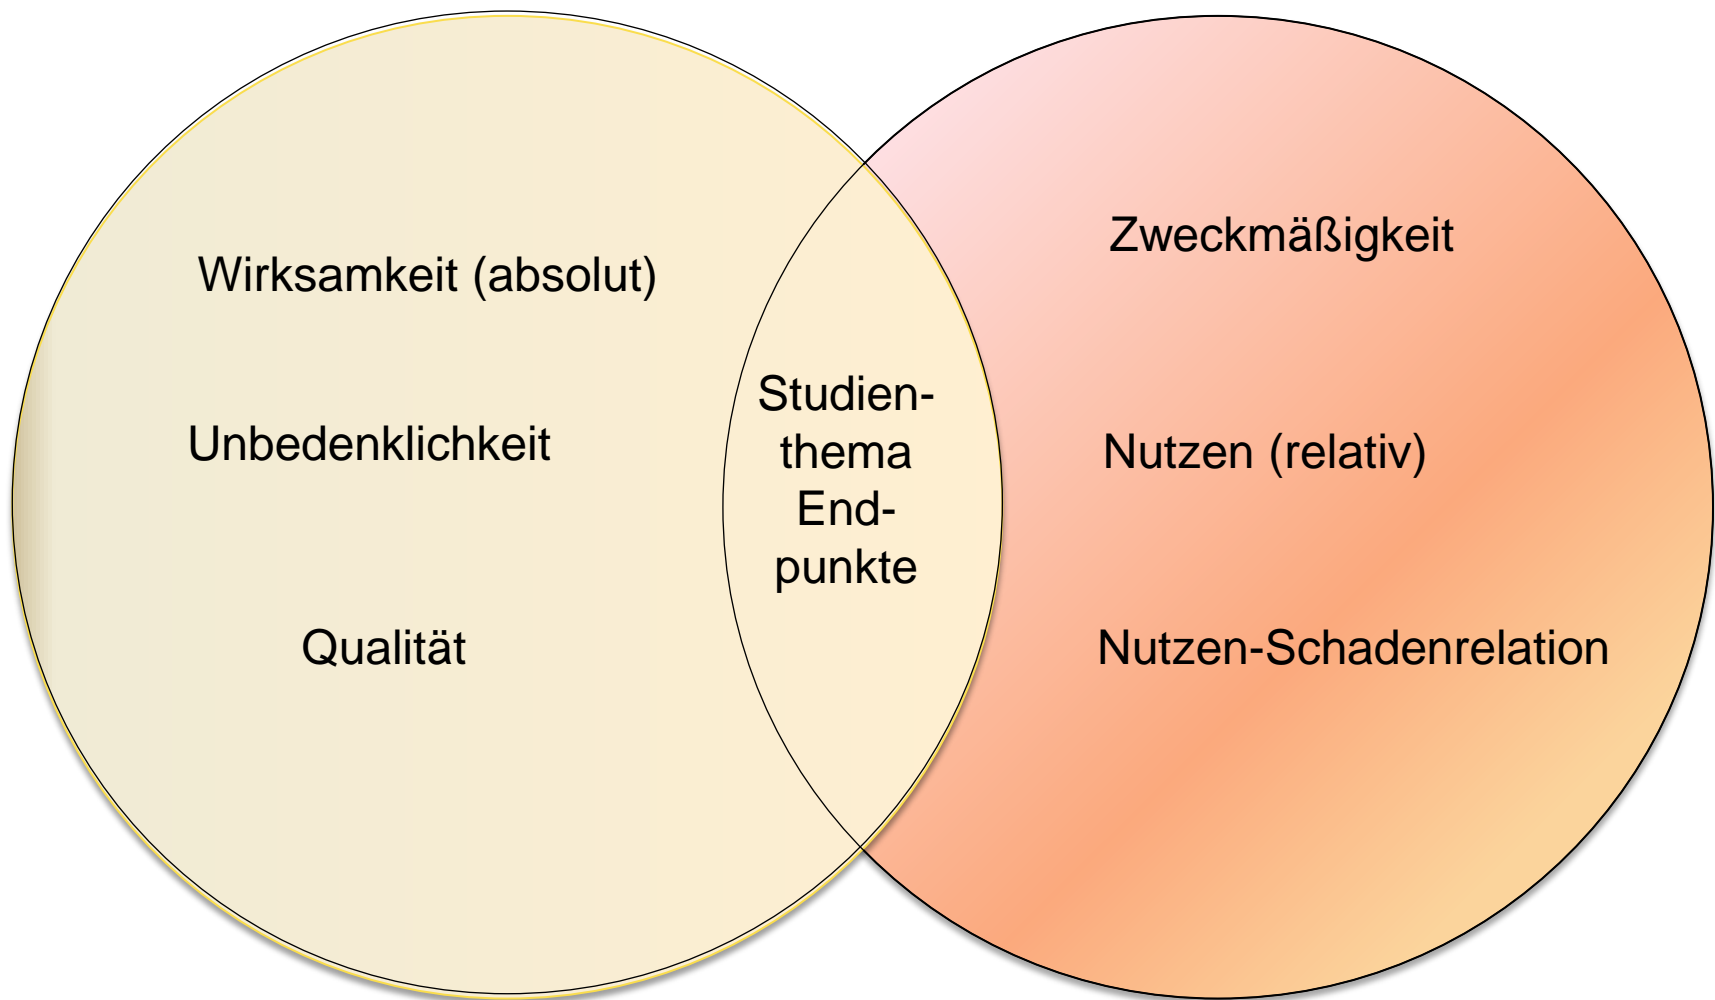 Wirksamkeit (absolut)
Unbedenklichkeit
Qualität
Studien-
thema
End-
punkte
Zweckmäßigkeit
Nutzen (relativ)
Nutzen-Schadenrelation